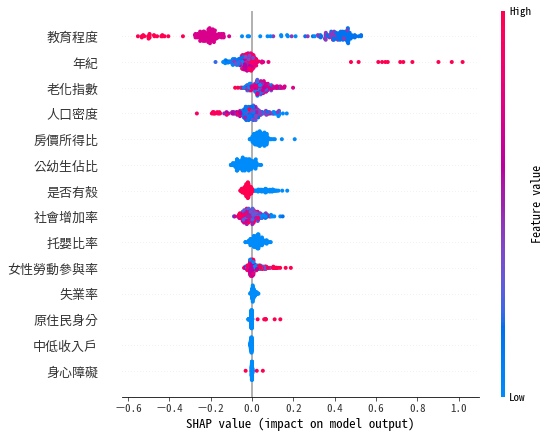 High
教育程度
年紀
老化指數
人口密度
房價所得比
公幼生佔比
是否有殼
社會增加率
托嬰比率
女性勞動參與率
失業率
原住民身分
中低收入戶
身心障礙
Feature value
Low
−0.6 −0.4 −0.2 0.0 0.2 0.4 0.6 0.8 1.0
SHAP value (impact on model output)